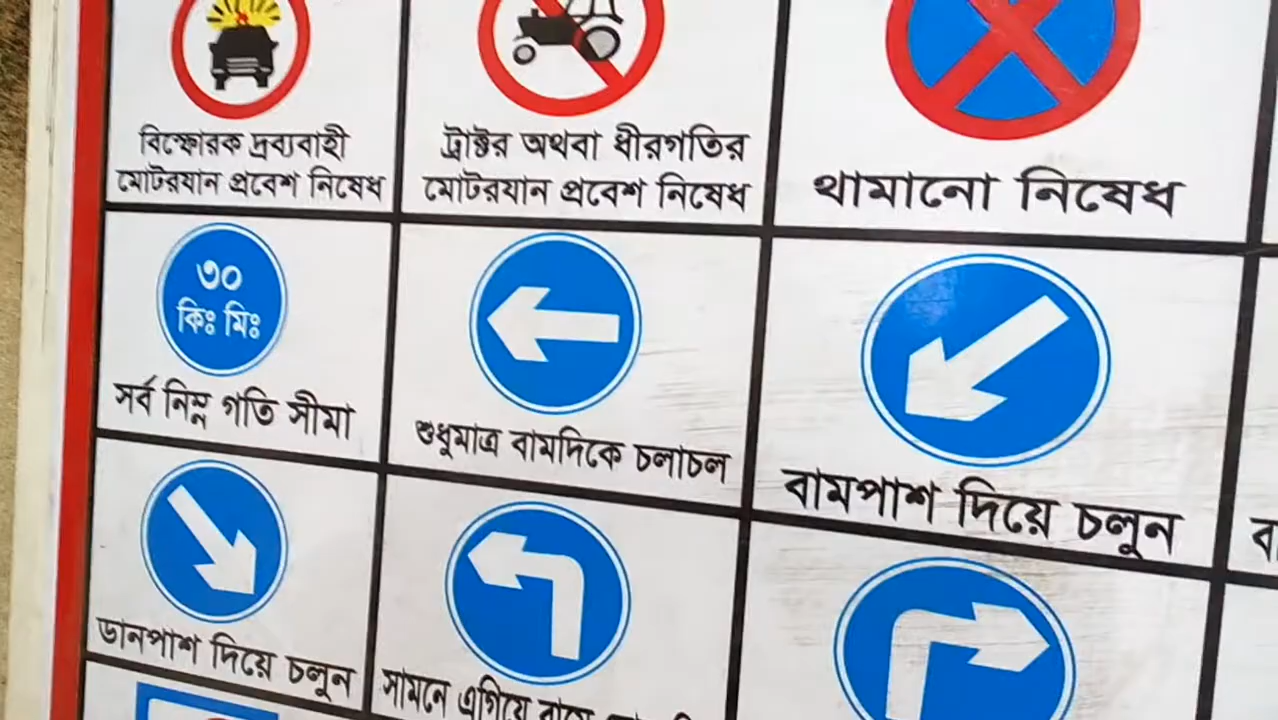 বিস্ফোরক দ্রব্যবাহী
মোটরযান প্রবেশ নিষেধ
ট্রাক্টর অথবা ধীরগতির
মোটরযান প্রবেশ নিষেধ
থামানো নিষেধ
৩০
কিঃ মিঃ
সর্ব নিম্ন গতি সীমা
শুধুমাত্র বামদিকে চলাচল
বামপাশ দিয়ে চলুন
ডানপাশ দিয়ে চলুন
সামনে এগিয়ে বামে